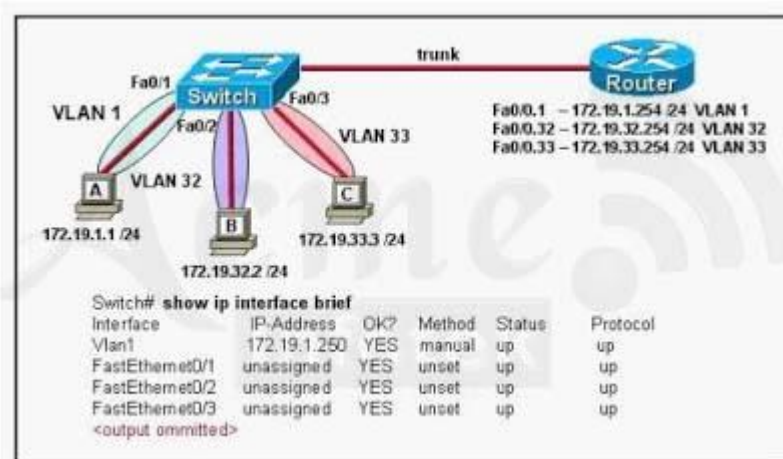 trunk
Fa0/1
Switch
Router
Fa0/3
VLAN 1
Fa0/2
Fa0/0.1 – 172.19.1.254 /24 VLAN 1
VLAN 33
Fa0/0.32 – 172.19.32.254 /24 VLAN 32
Fa0/0.33 – 172.19.33.254 /24 VLAN 33
A
VLAN 32
C
B
172.19.1.1 /24
172.19.33.3 /24
172.19.32.2 /24
Acme
Switch# show ip interface brief
Interface IP-Address OK? Method Status Protocol
Vlan1 172.19.1.250 YES manual up up
FastEthernet0/1 unassigned YES unset up up
FastEthernet0/2 unassigned YES unset up up
FastEthernet0/3 unassigned YES unset up up
<output ommitted>